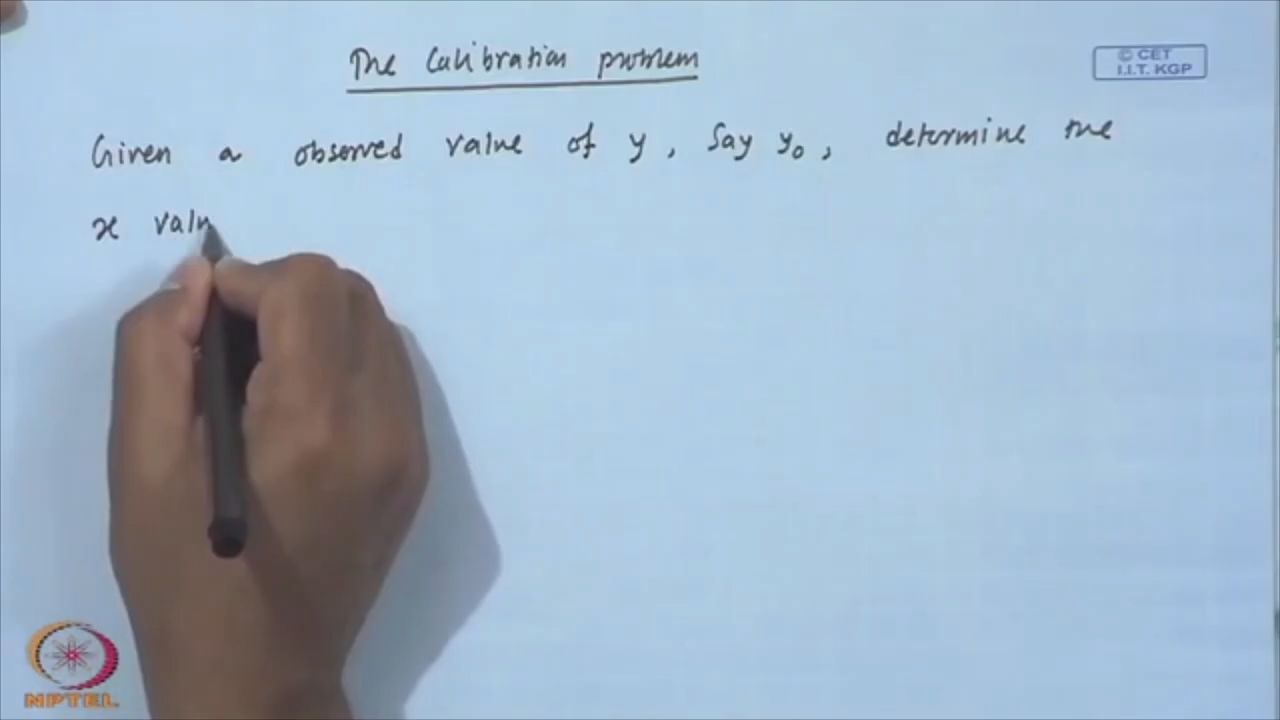 The Calibration problem
© CET
I.I.T. KGP
Given a observed value of y, Say y₀, determine the
x valu
NPTEL